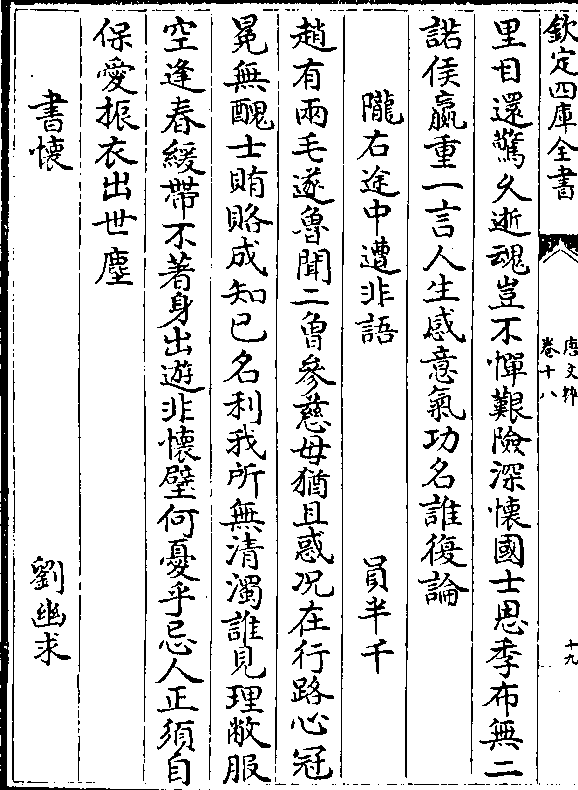 欽定四庫全書
唐文粹
卷十八
十九
里目還驚九逝魂豈不憚艱險深懷國士恩季布無二
諾侯嬴重一言人生感意氣功名誰復論
隴右途中遭非語 員半千
趙有兩毛遂魯聞二曾參慈母猶且惑况在行路心冠
冕無醜士賄賂成知己名利我所無清濁誰見理敝服
空逢春緩帶不著身出遊非懷璧何憂乎忌人正須自
保愛振衣出世塵
書懷 劉幽求